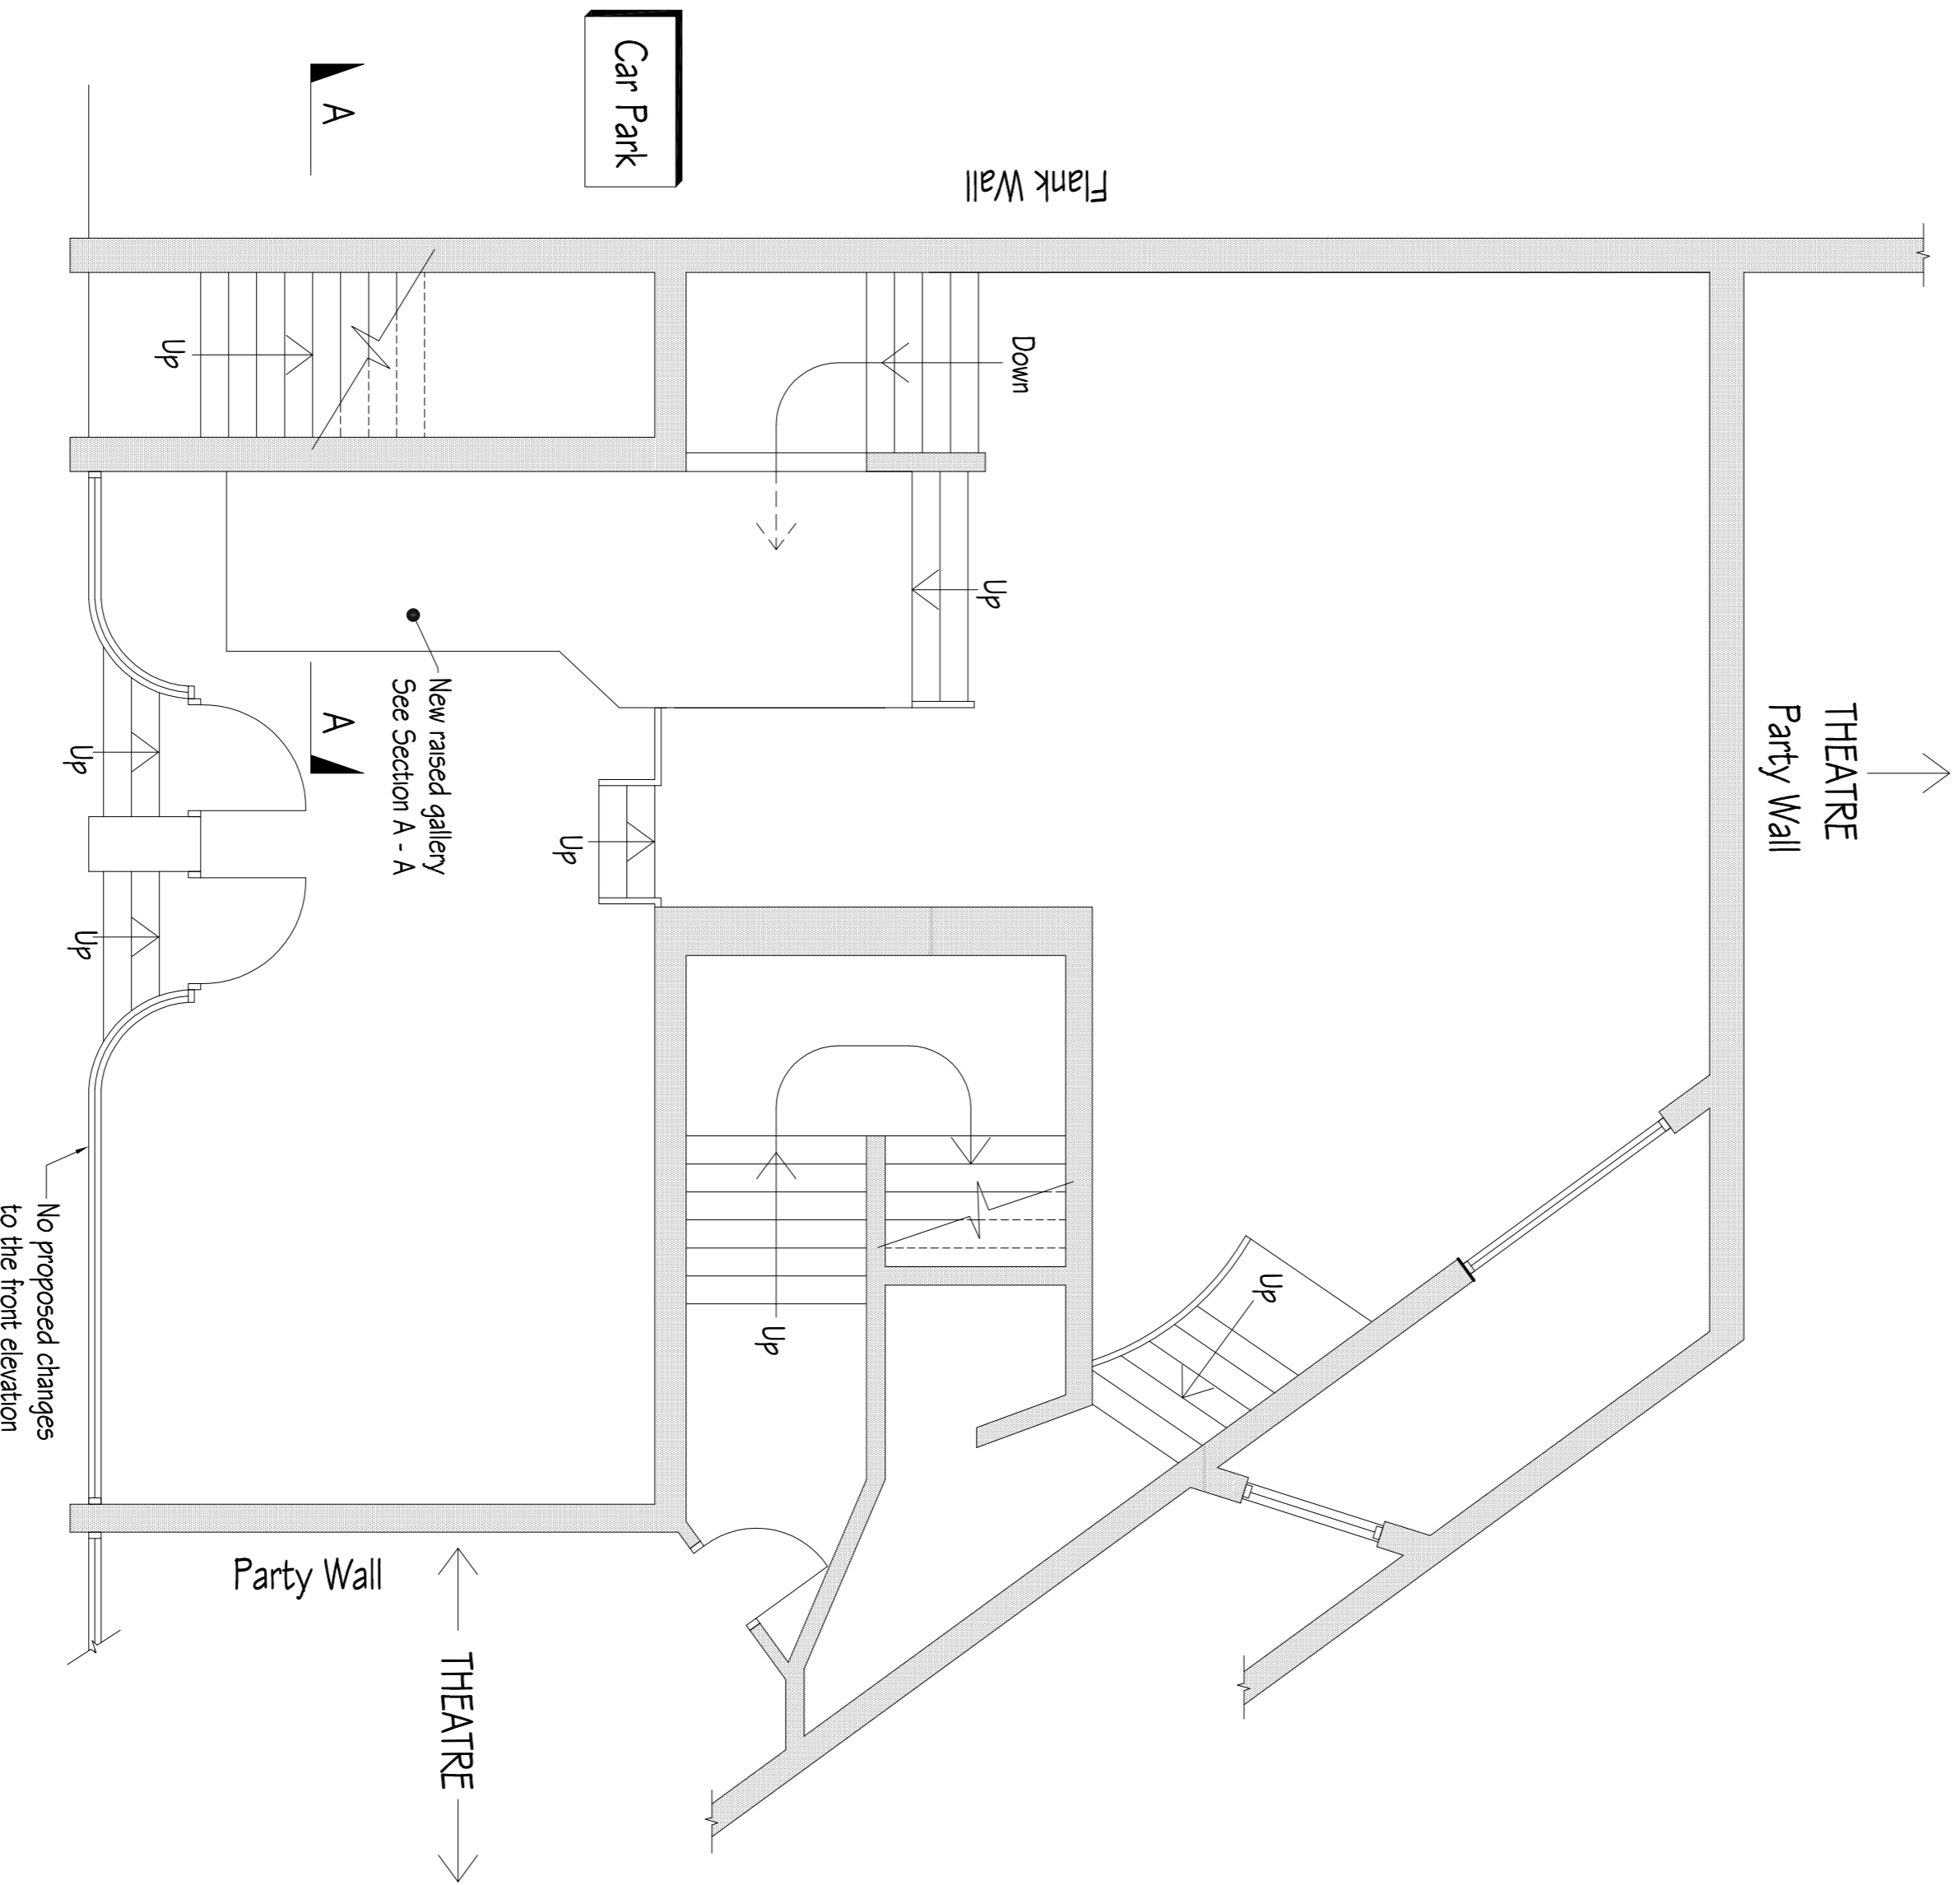 Car Park
A
Flank Wall
Up
Down
Up
THEATRE
Party Wall
New raised gallery
See Section A - A
A
Up
Up
Up
Up
Up
No proposed changes
to the front elevation
Party Wall
THEATRE